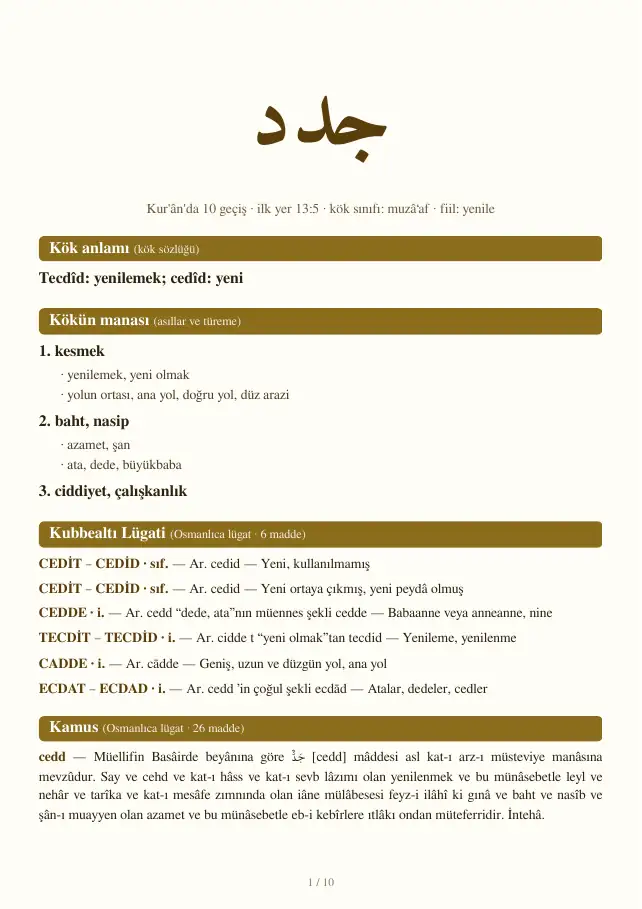 جدد
Kur'ân'da 10 geçiş · ilk yer 13:5 · kök sınıfı: muzâ'af · fiil: yenile
Kök anlamı (kök sözlüğü)
Tecdîd: yenilemek; cedîd: yeni
Kökün manası (asıllar ve türeme)
1. kesmek
· yenilemek, yeni olmak
· yolun ortası, ana yol, doğru yol, düz arazi
2. baht, nasip
· azamet, şan
· ata, dede, büyükbaba
3. ciddiyet, çalışkanlık
Kubbealtı Lügati (Osmanlıca lügat · 6 madde)
CEDİT – CEDİD · sıf. — Ar. cedid — Yeni, kullanılmamış
CEDİT – CEDİD · sıf. — Ar. cedid — Yeni ortaya çıkmış, yeni peydâ olmuş
CEDDE · i. — Ar. cedd “dede, ata”nın müennes şekli cedde — Babaanne veya anneanne, nine
TECDİT – TECDİD · i. — Ar. cidde t “yeni olmak”tan tecdid — Yenileme, yenilenme
CADDE · i. — Ar. cādde — Geniş, uzun ve düzgün yol, ana yol
ECDAT – ECDAD · i. — Ar. cedd ’in çoğul şekli ecdād — Atalar, dedeler, cedler
Kamus (Osmanlıca lügat · 26 madde)
cedd — Müellifin Basâirde beyânına göre جَدٌّ [cedd] mâddesi asl kat-ı arz-ı müsteviye manâsına
mevzûdur. Say ve cehd ve kat-ı hâss ve kat-ı sevb lâzımı olan yenilenmek ve bu münâsebetle leyl ve
nehâr ve tarîka ve kat-ı mesâfe zımnında olan iâne mülâbesesi feyz-i ilâhî ki gınâ ve baht ve nasîb ve
şân-ı muayyen olan azamet ve bu münâsebetle eb-i kebîrlere ıtlâkı ondan müteferridir. İntehâ.
1 / 10